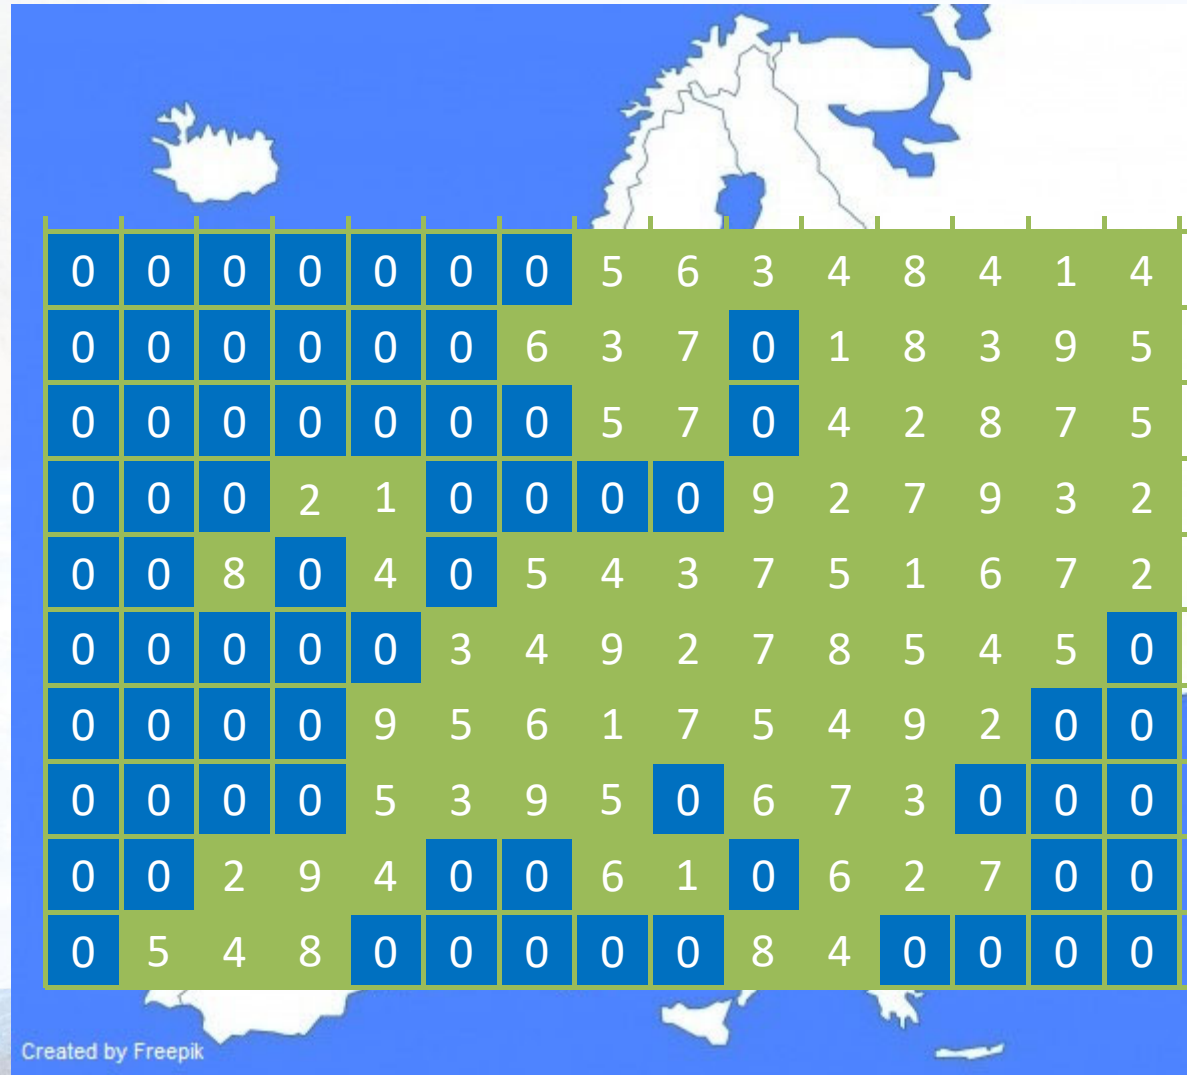 0 0 0 0 0 0 0 5 6 3 4 8 4 1 4
0 0 0 0 0 0 6 3 7 0 1 8 3 9 5
0 0 0 0 0 0 0 5 7 0 4 2 8 7 5
0 0 0 2 1 0 0 0 0 9 2 7 9 3 2
0 0 8 0 4 0 5 4 3 7 5 1 6 7 2
0 0 0 0 0 3 4 9 2 7 8 5 4 5 0
0 0 0 0 9 5 6 1 7 5 4 9 2 0 0
0 0 0 0 5 3 9 5 0 6 7 3 0 0 0
0 0 2 9 4 0 0 6 1 0 6 2 7 0 0
0 5 4 8 0 0 0 0 0 8 4 0 0 0 0
Created by Freepik